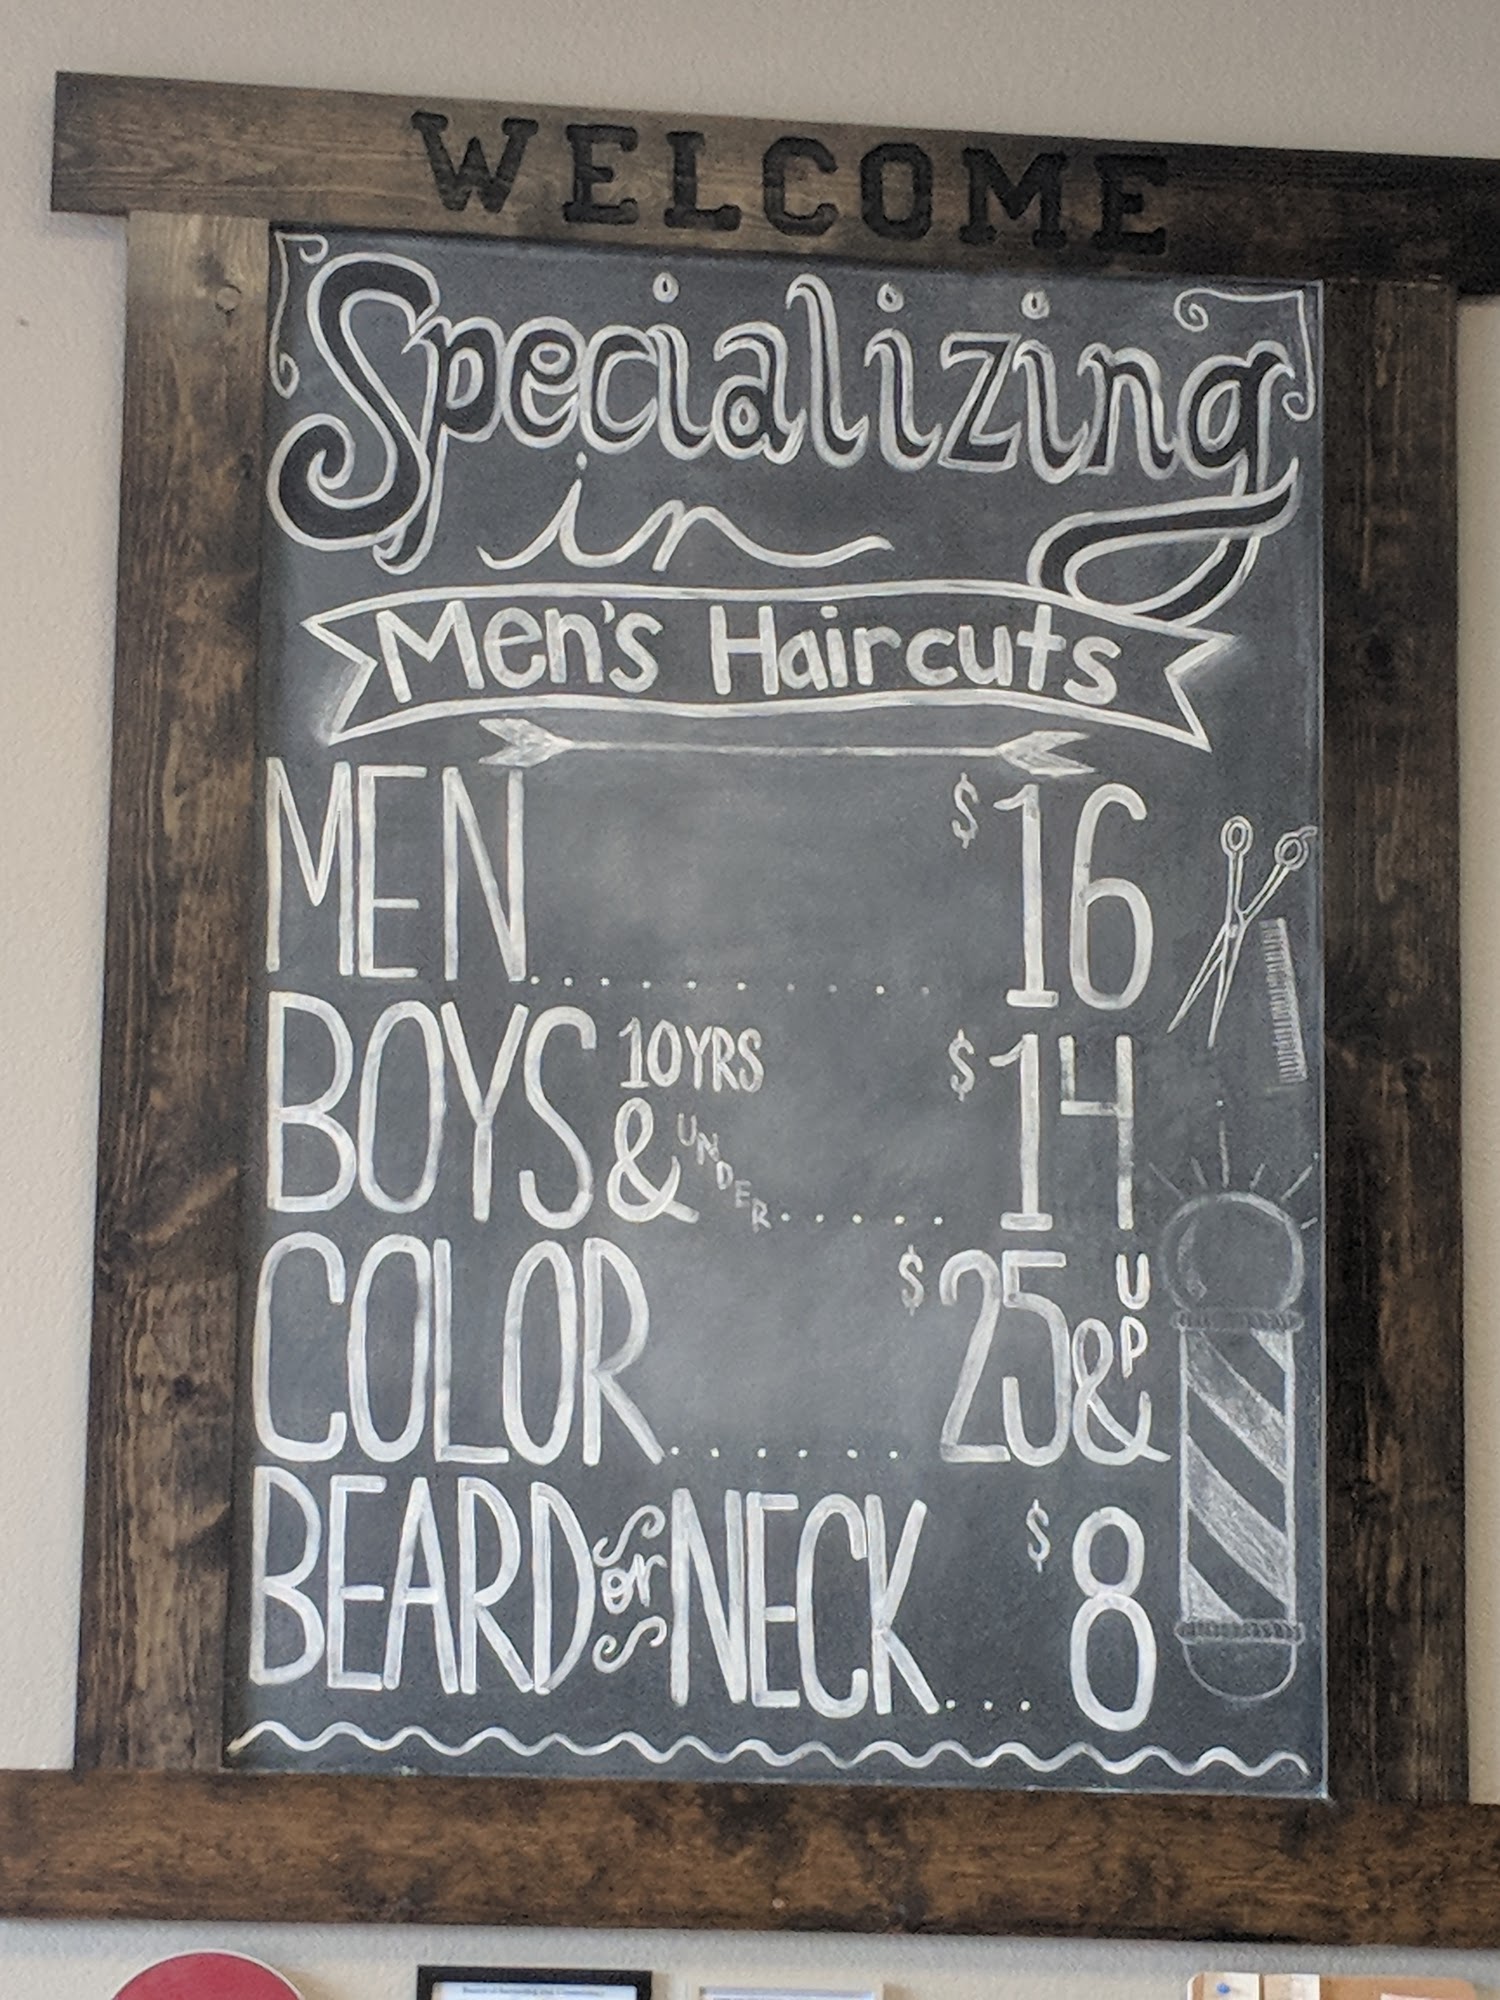 WELCOME
Specializing
in
Men's Haircuts
MEN............ $16
BOYS 10YRS & UNDER...... $14
COLOR....... $25 & UP
BEARD or NECK... $8